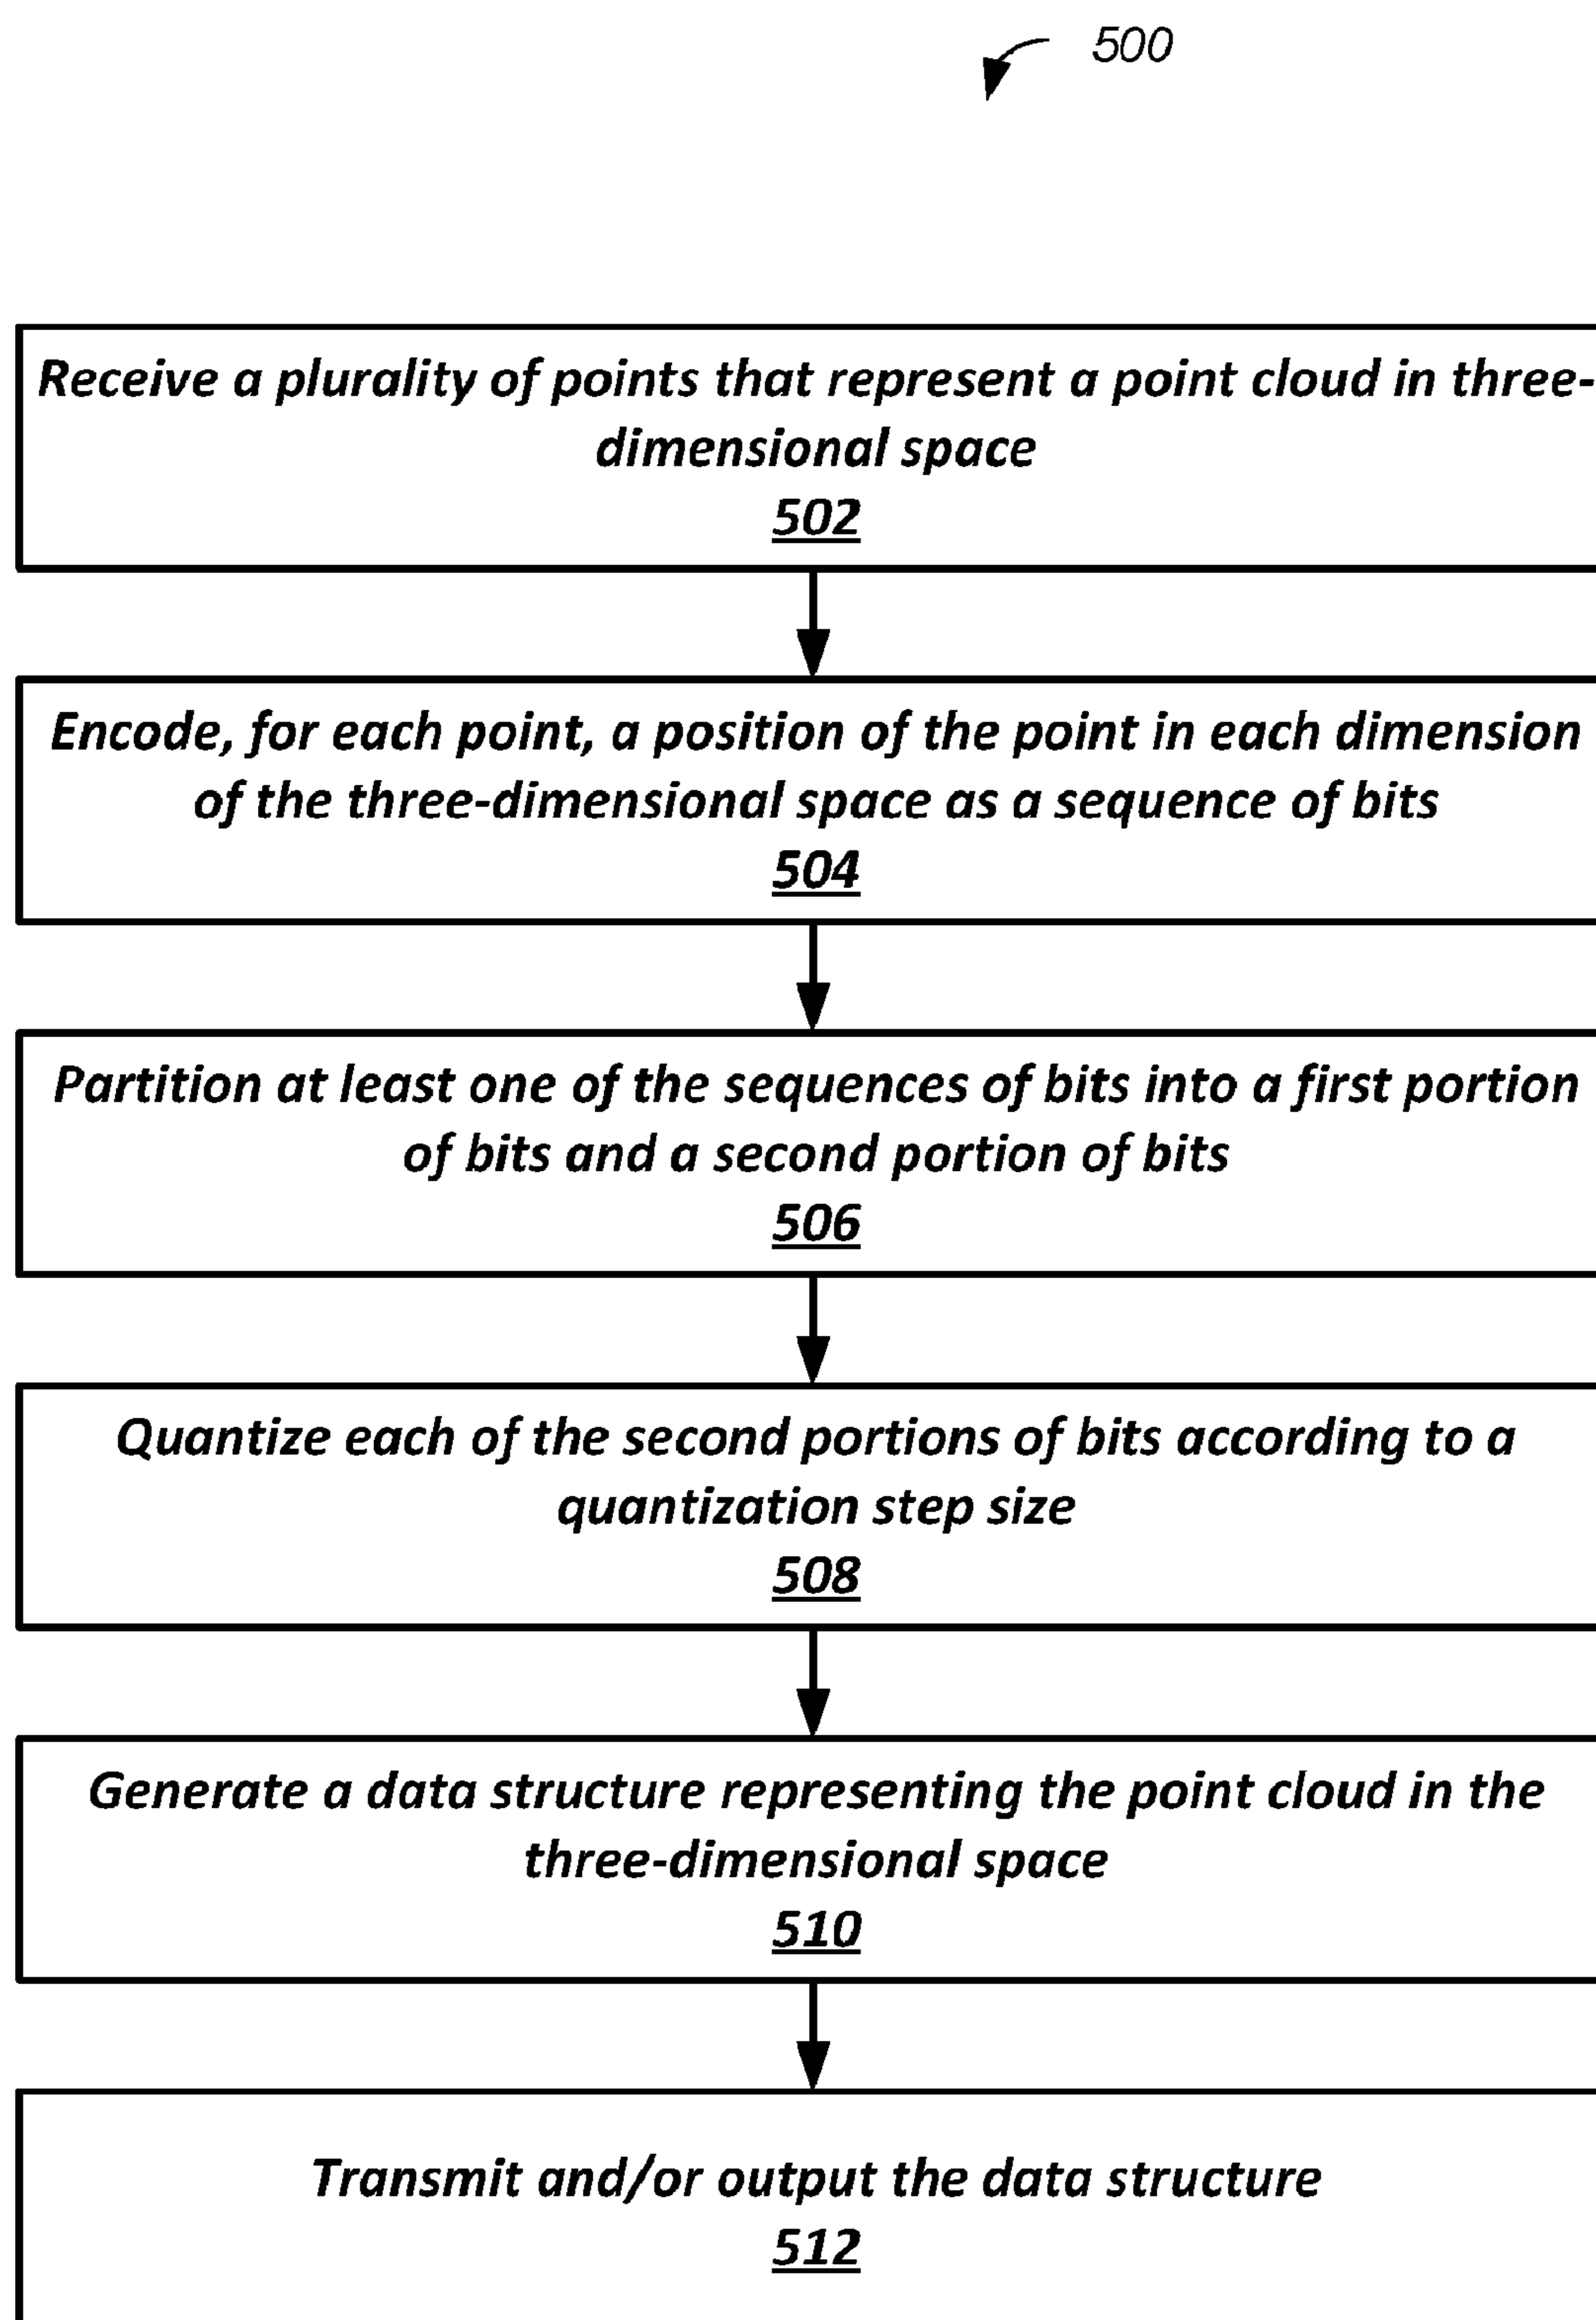 500
Receive a plurality of points that represent a point cloud in three-
dimensional space
502
Encode, for each point, a position of the point in each dimension
of the three-dimensional space as a sequence of bits
504
Partition at least one of the sequences of bits into a first portion
of bits and a second portion of bits
506
Quantize each of the second portions of bits according to a
quantization step size
508
Generate a data structure representing the point cloud in the
three-dimensional space
510
Transmit and/or output the data structure
512